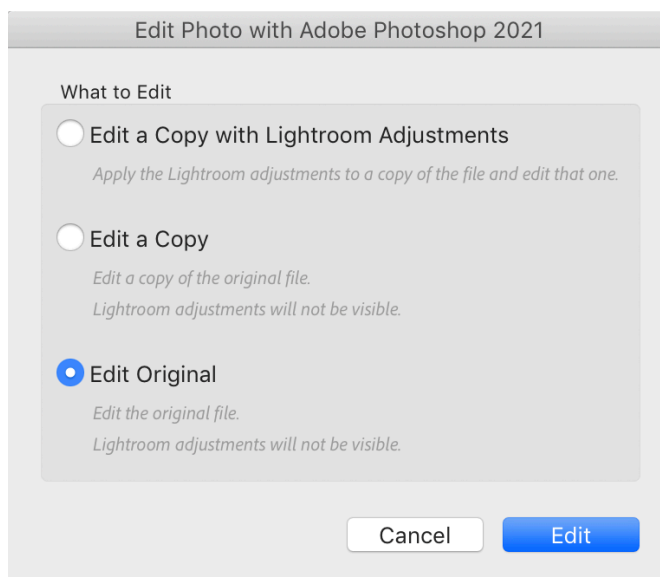 Edit Photo with Adobe Photoshop 2021
What to Edit
Edit a Copy with Lightroom Adjustments
Apply the Lightroom adjustments to a copy of the file and edit that one.
Edit a Copy
Edit a copy of the original file.
Lightroom adjustments will not be visible.
Edit Original
Edit the original file.
Lightroom adjustments will not be visible.
Cancel Edit